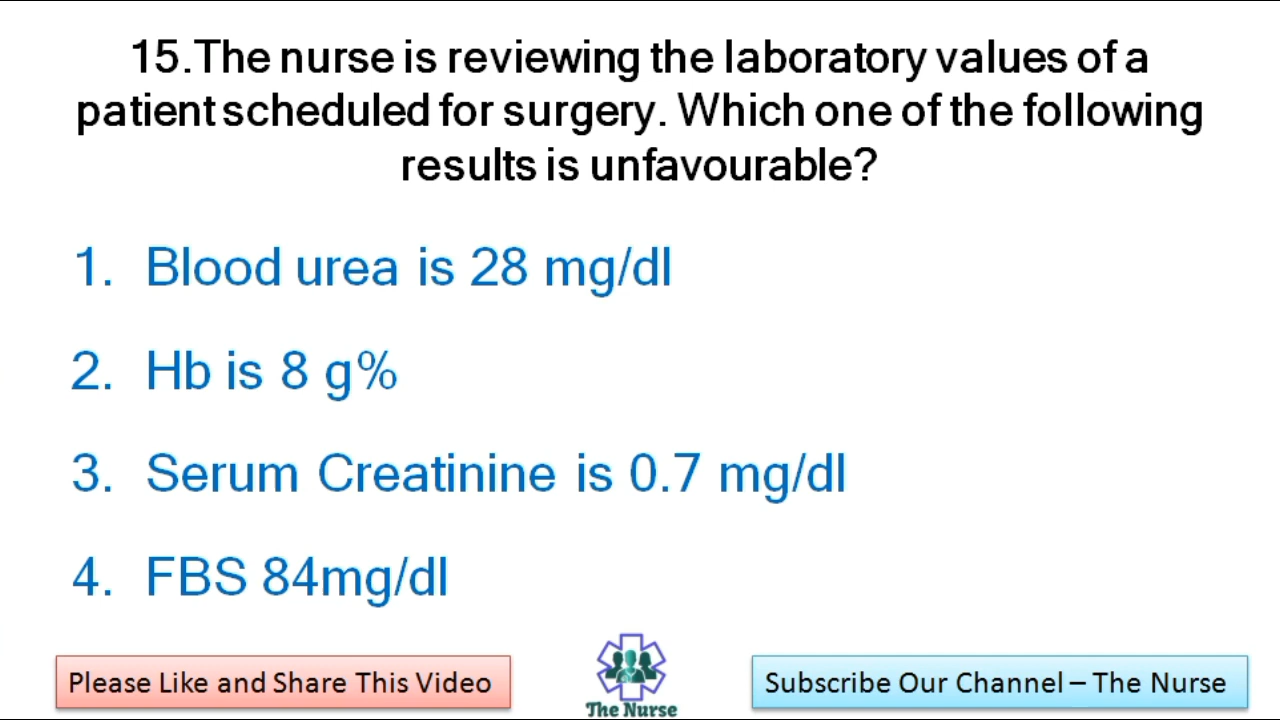 15.The nurse is reviewing the laboratory values of a
patient scheduled for surgery. Which one of the following
results is unfavourable?
1. Blood urea is 28 mg/dl
2. Hb is 8 g%
3. Serum Creatinine is 0.7 mg/dl
4. FBS 84mg/dl
Please Like and Share This Video
The Nurse
Subscribe Our Channel – The Nurse